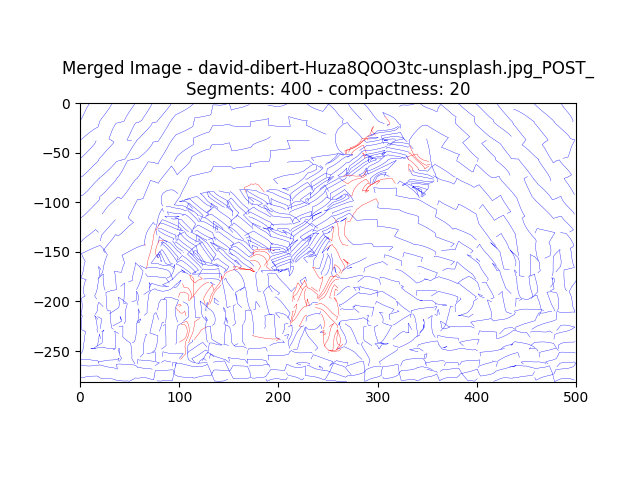 Merged Image - david-dibert-Huza8QOO3tc-unsplash.jpg_POST_
Segments: 400 - compactness: 20
0
−50
−100
−150
−200
−250
0 100 200 300 400 500